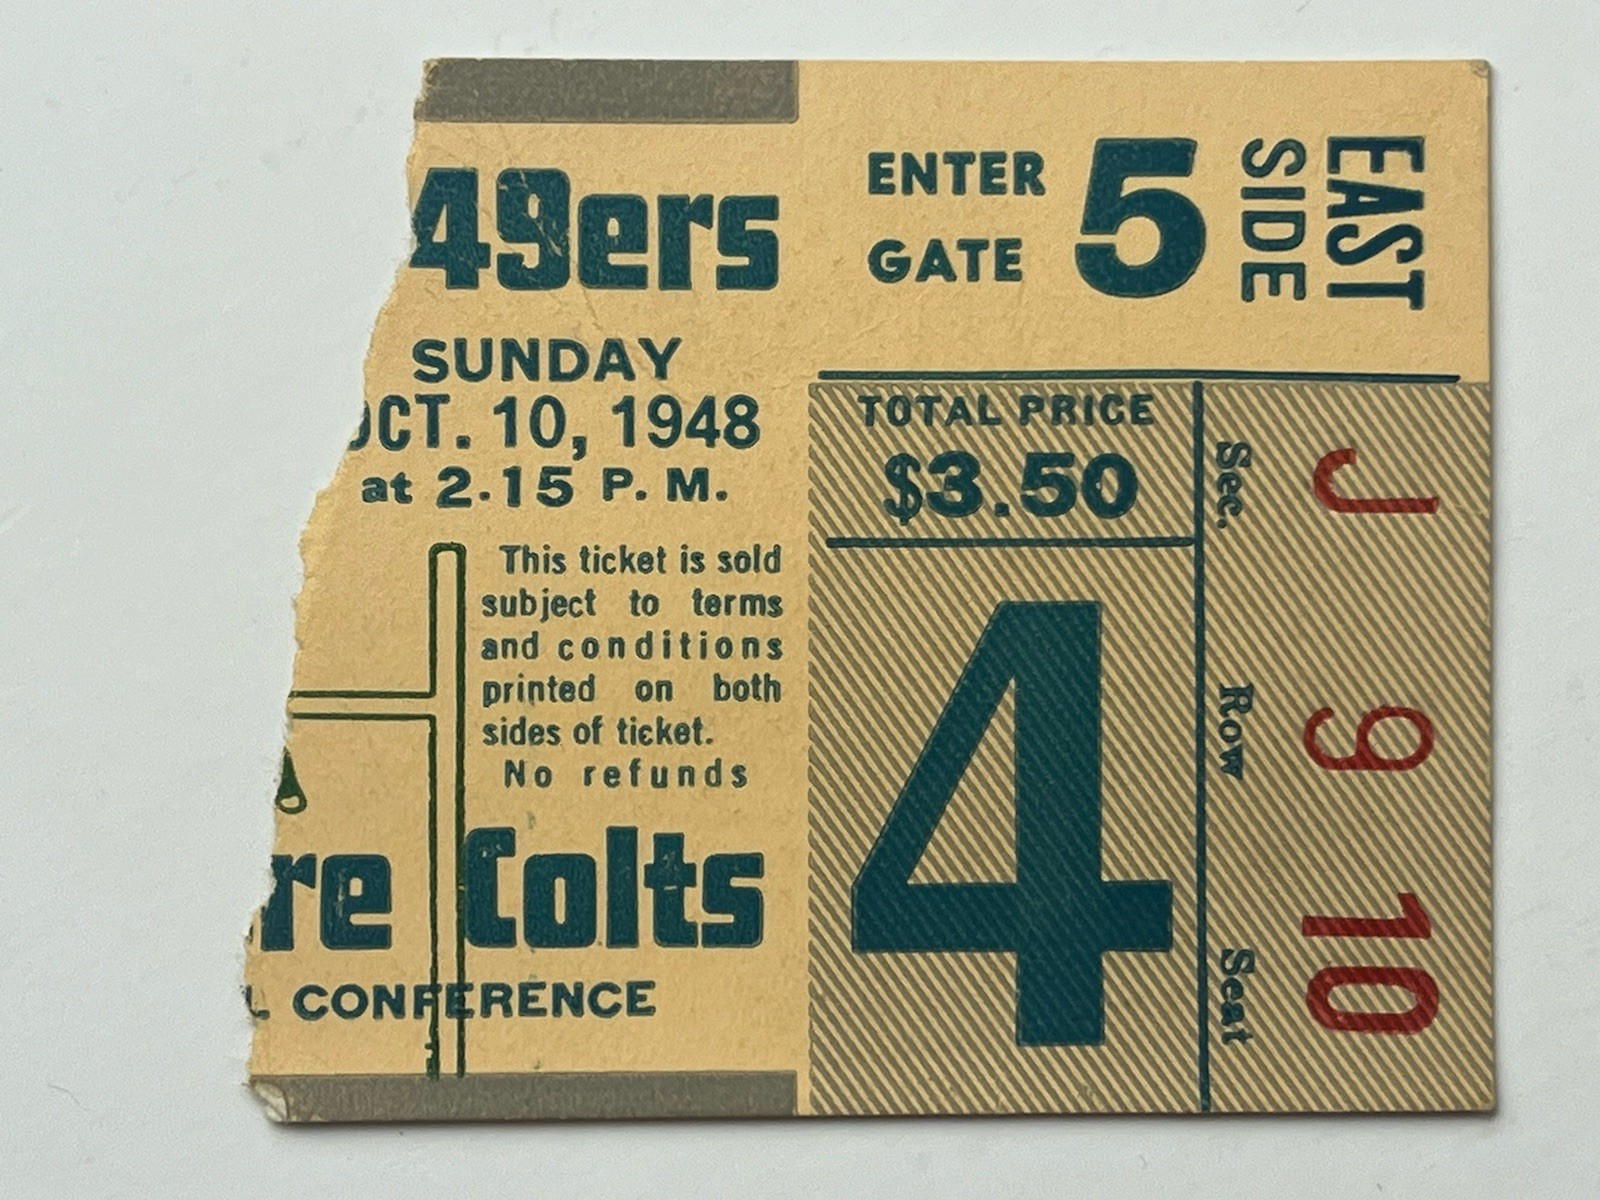 49ers
SUNDAY
OCT. 10, 1948
at 2.15 P. M.
This ticket is sold
subject to terms
and conditions
printed on both
sides of ticket.
No refunds
re Colts
L CONFERENCE
ENTER
GATE
5
EAST
SIDE
TOTAL PRICE
$3.50
4
Sec. J
Row 9
Seat 10